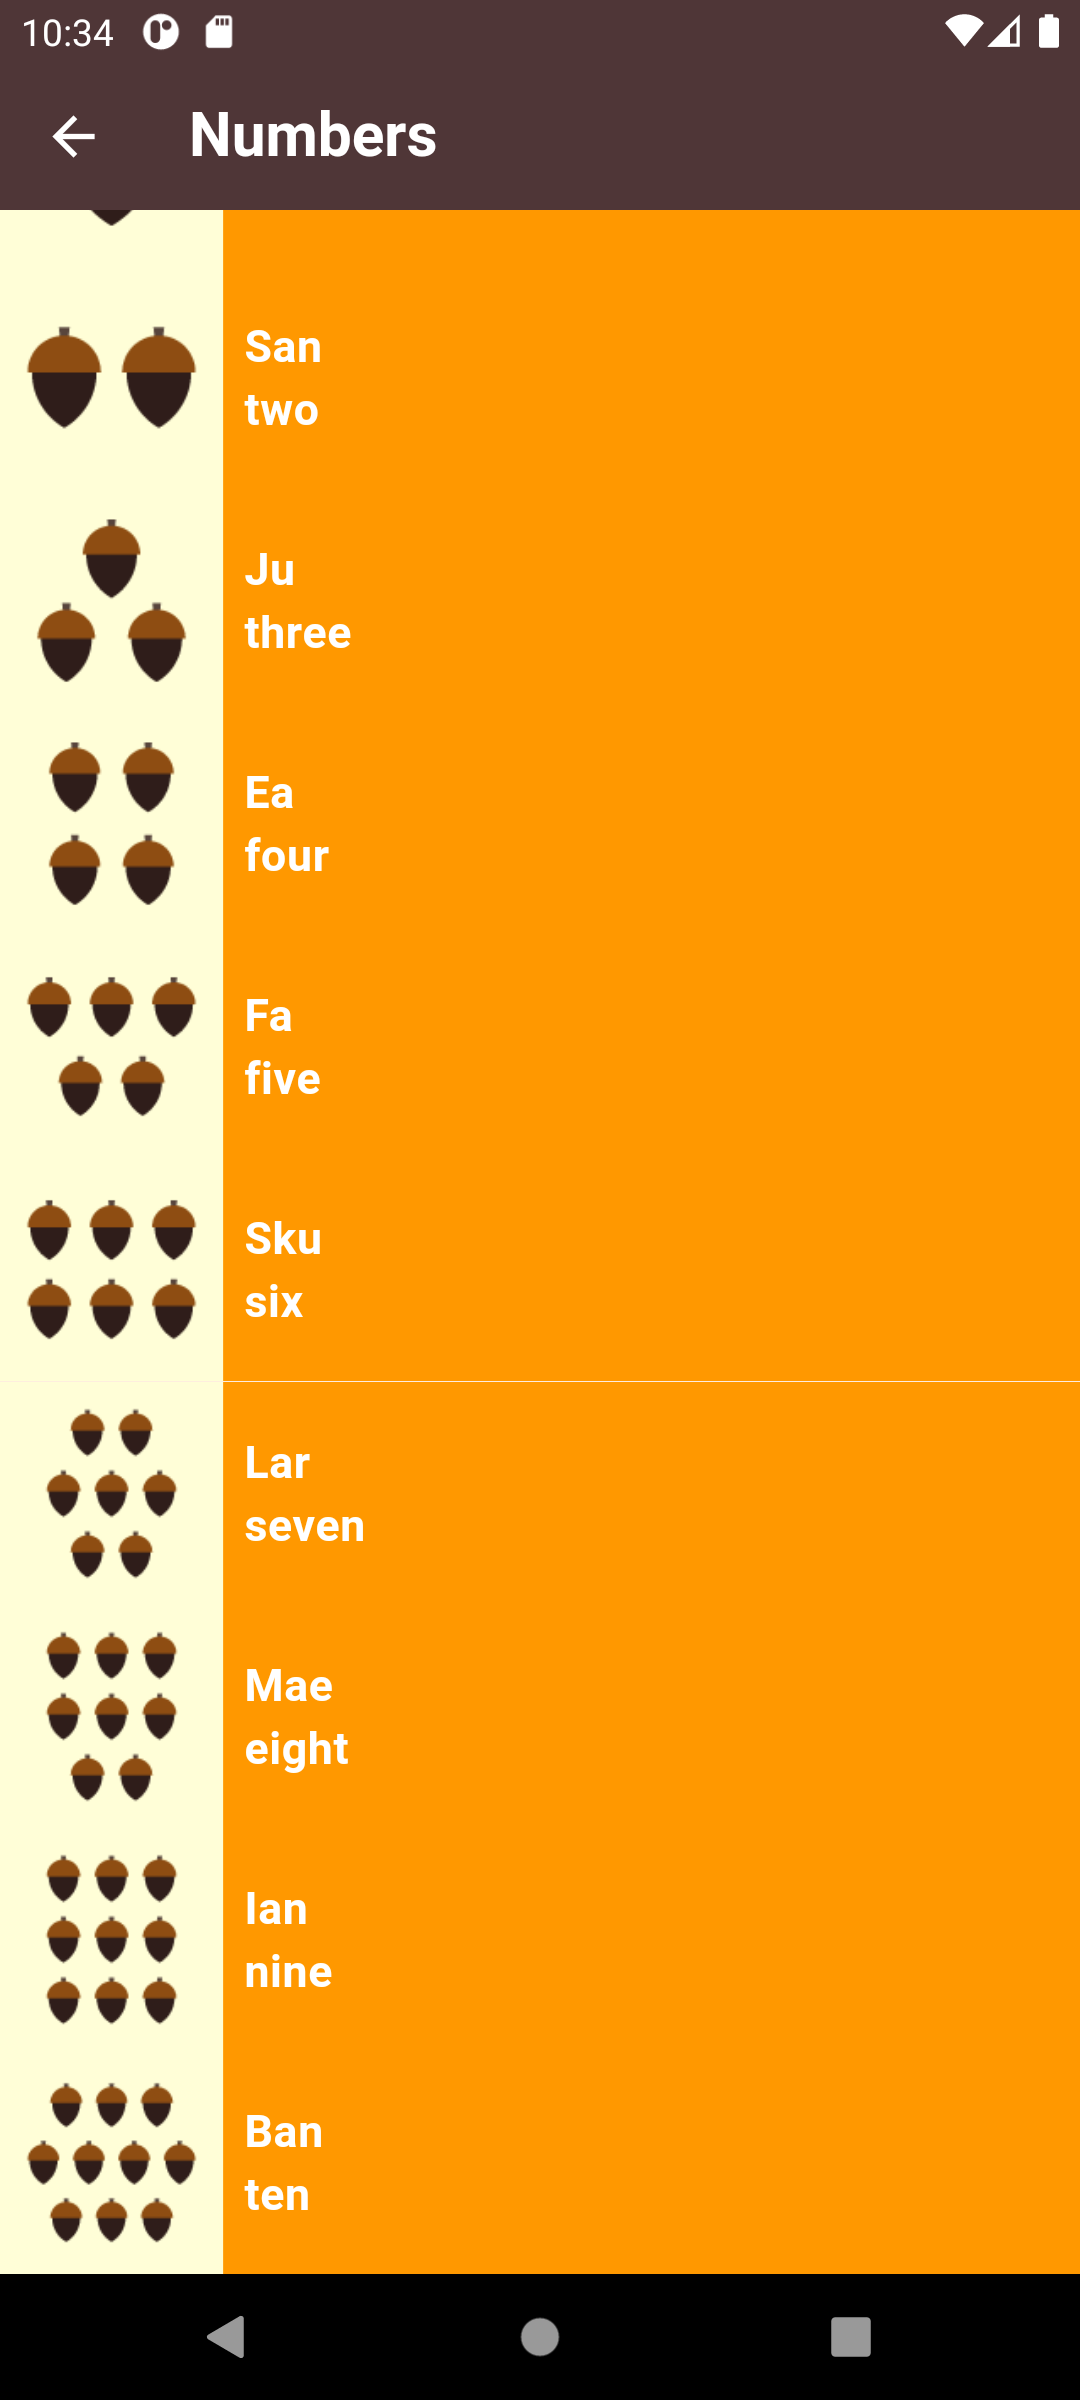 10:34
Numbers
San
two
Ju
three
Ea
four
Fa
five
Sku
six
Lar
seven
Mae
eight
Ian
nine
Ban
ten